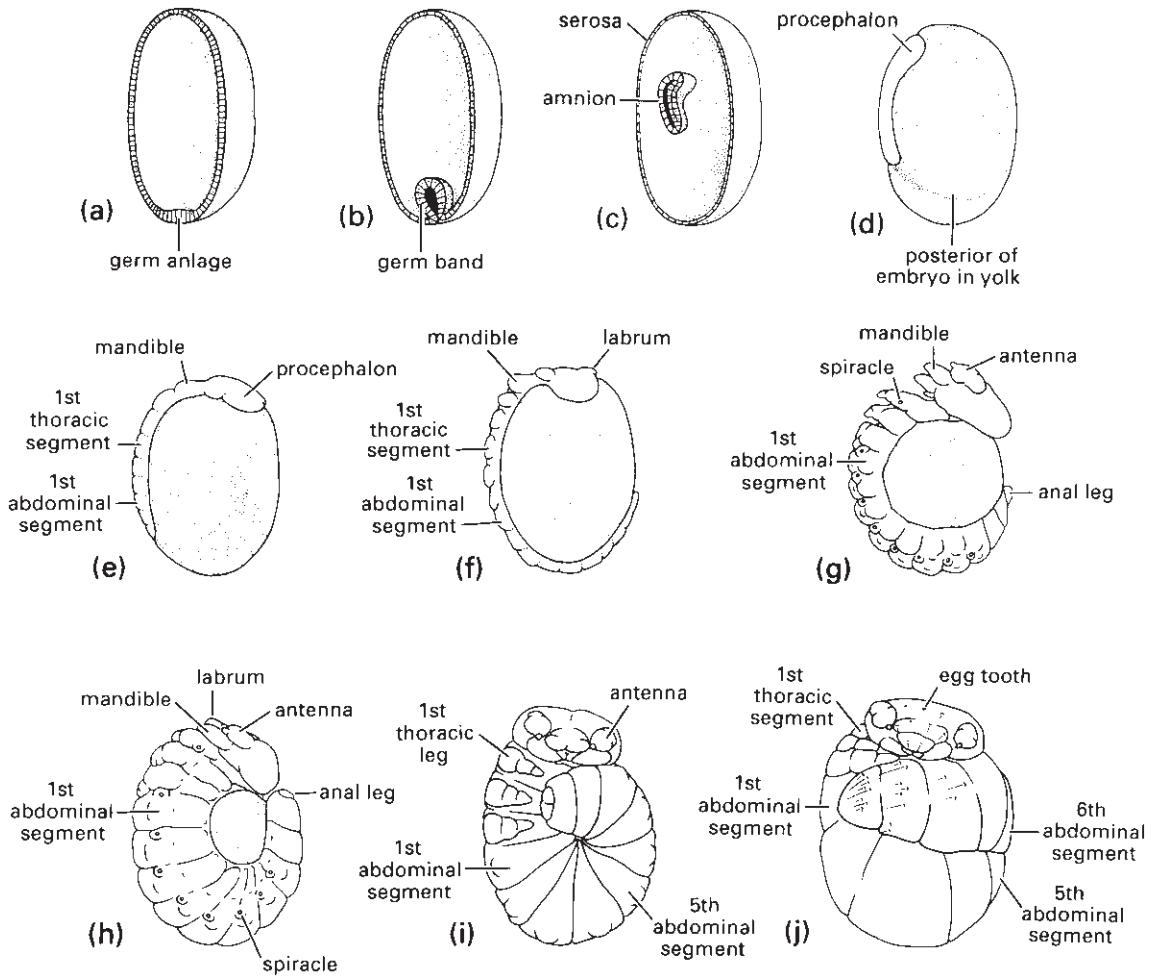 (a)
germ anlage
(b)
germ band
serosa
amnion
(c)
procephalon
(d)
posterior of
embryo in yolk
mandible
procephalon
1st
thoracic
segment
1st
abdominal
segment
(e)
mandible
labrum
1st
thoracic
segment
1st
abdominal
segment
(f)
mandible
antenna
spiracle
1st
abdominal
segment
anal leg
(g)
labrum
mandible
antenna
1st
abdominal
segment
anal leg
(h)
spiracle
antenna
1st
thoracic
leg
1st
abdominal
segment
5th
abdominal
segment
(i)
1st
thoracic
segment
egg tooth
1st
abdominal
segment
6th
abdominal
segment
5th
abdominal
segment
(j)